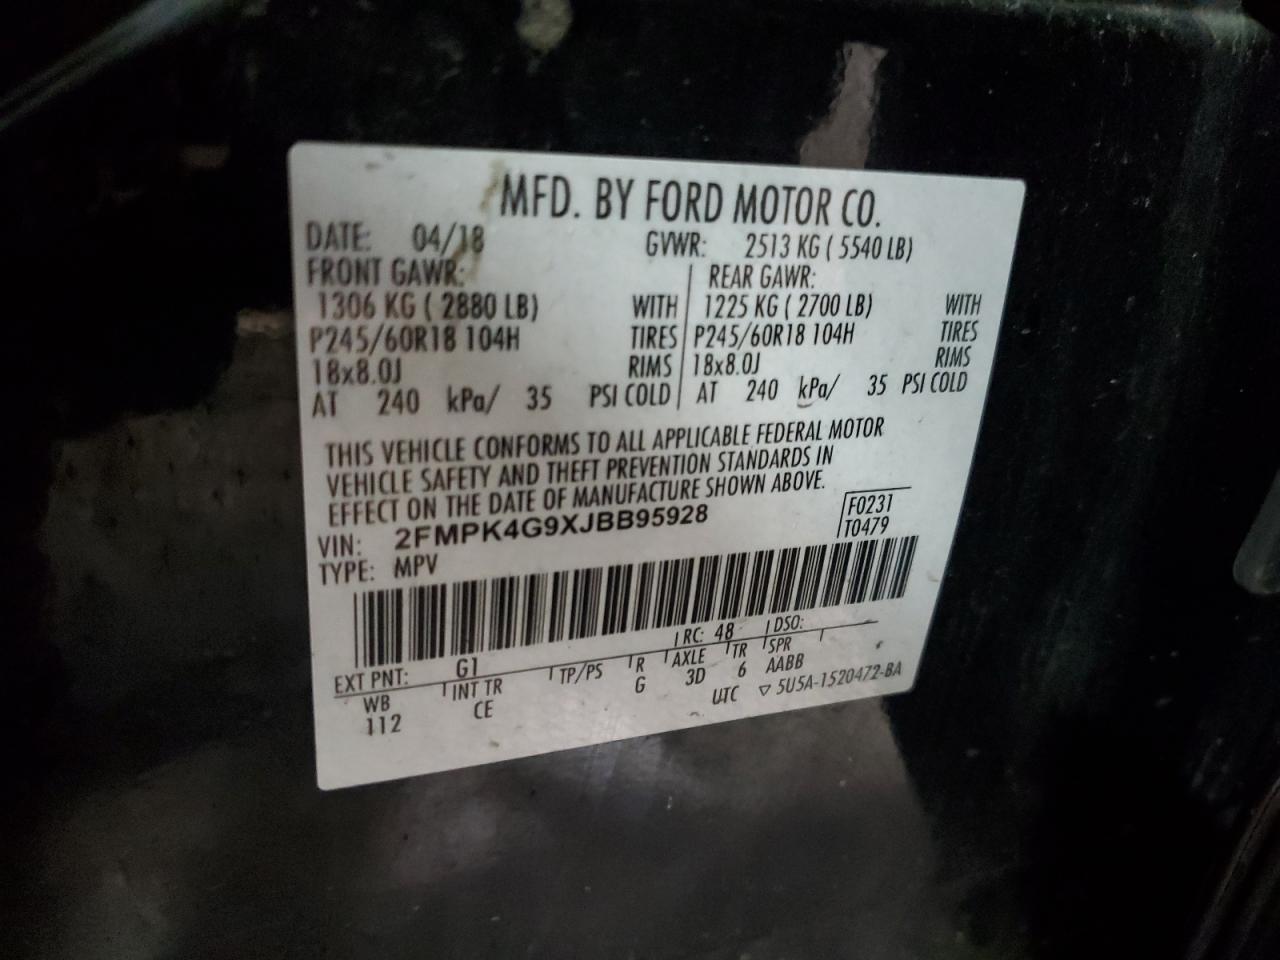 MFD. BY FORD MOTOR CO.
DATE: 04/18 GVWR: 2513 KG ( 5540 LB)
FRONT GAWR: REAR GAWR:
1306 KG ( 2880 LB) WITH 1225 KG ( 2700 LB) WITH
P245/60R18 104H TIRES P245/60R18 104H TIRES
18x8.0J RIMS 18x8.0J RIMS
AT 240 kPa/ 35 PSI COLD AT 240 kPa/ 35 PSI COLD
THIS VEHICLE CONFORMS TO ALL APPLICABLE FEDERAL MOTOR
VEHICLE SAFETY AND THEFT PREVENTION STANDARDS IN
EFFECT ON THE DATE OF MANUFACTURE SHOWN ABOVE.
VIN: 2FMPK4G9XJBB95928 F0231
TYPE: MPV T0479
EXT PNT: G1 RC: 48 DSO:
WB INT TR TP/PS R AXLE TR SPR
112 CE G 3D 6 AABB
UTC ▽ 5U5A-1520472-BA